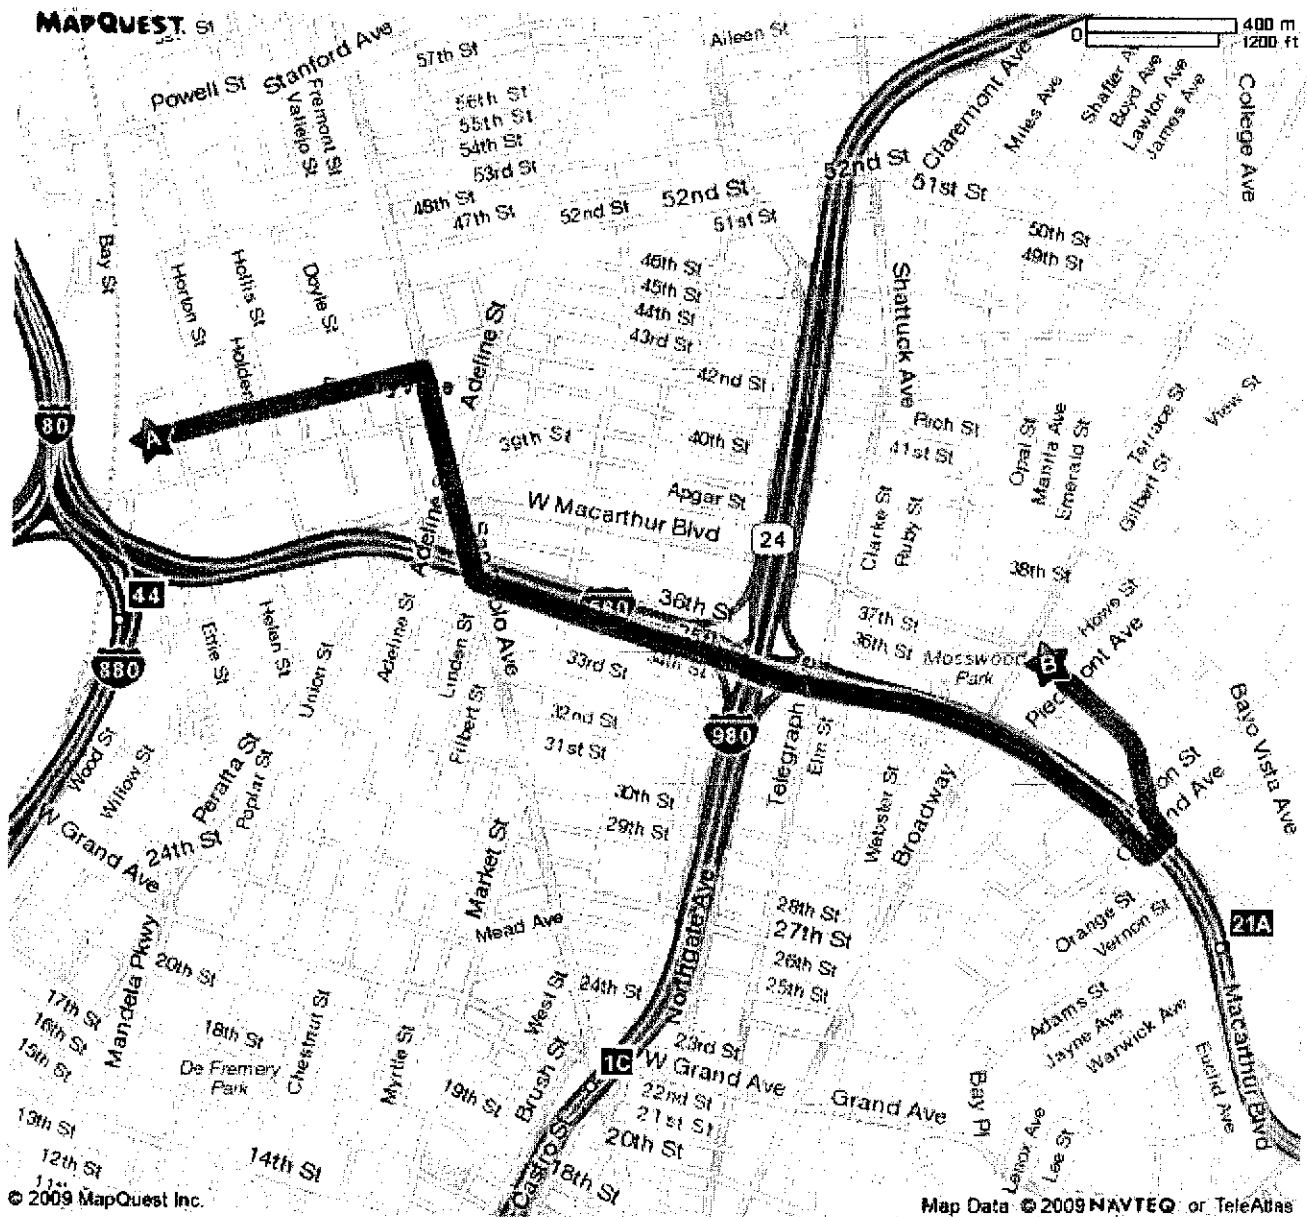 MAPQUEST.
St
Stanford Ave
57th St
Aileen St
400 m
0
1200 ft
Powell St
Fremont St
Vallejo St
56th St
55th St
54th St
53rd St
Claremont Ave
Miles Ave
Boyd Ave
Lawton Ave
James Ave
College Ave
52nd St
51st St
48th St
47th St
52nd St
52nd St
51st St
50th St
49th St
Bay St
Horton St
Hollis St
Doyle St
46th St
45th St
44th St
43rd St
Shattuck Ave
Adeline St
Holden
42nd St
View St
Terrace St
80
A
39th St
40th St
Rich St
41st St
Opal St
Manila Ave
Emerald St
Gilbert St
Apgar St
W Macarthur Blvd
24
Clarke St
Ruby St
38th St
44
36th St
37th St
36th St
Howe St
880
Effie St
Helen St
Union St
Adeline St
Linden St
Filbert St
33rd St
34th St
Mosswood
Park
B
Bayo Vista Ave
32nd St
31st St
980
Telegraph
Elm St
Wood St
Willow St
Peralta St
Poplar St
30th St
29th St
Webster St
Broadway
W Grand Ave
24th St
Market St
Northgate Ave
28th St
27th St
26th St
25th St
Orange St
Vernon St
21A
Mead Ave
Mandela Pkwy
20th St
17th St
16th St
15th St
18th St
De Fremery
Park
Chestnut St
Myrtle St
West St
24th St
Brush St
19th St
1C
23rd St
W Grand Ave
22nd St
21st St
20th St
Grand Ave
Bay Pl
Adams St
Jayne Ave
Warwick Ave
Euclid Ave
Macarthur Blvd
Lenox Ave
Lee St
13th St
12th St
14th St
Castro St
18th St
© 2009 MapQuest Inc.
Map Data © 2009 NAVTEQ or TeleAtlas